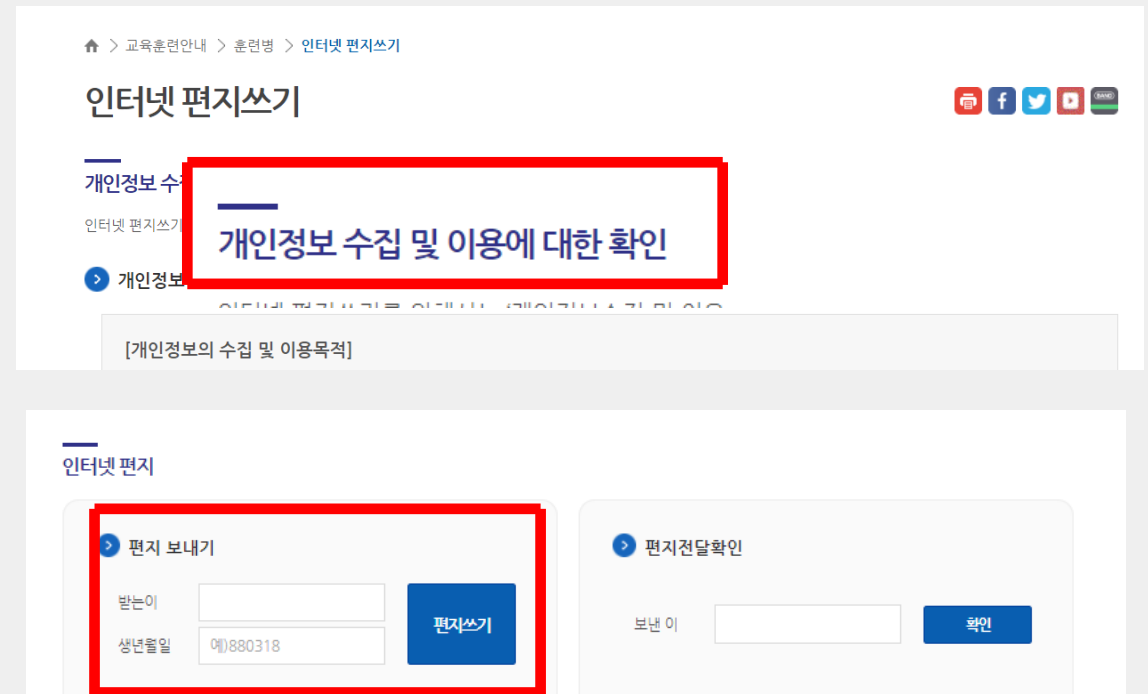 교육훈련안내 > 훈련병 > 인터넷 편지쓰기
인터넷 편지쓰기
BAND
개인정보 수
인터넷 편지쓰기
개인정보 수집 및 이용에 대한 확인
개인정보
[개인정보의 수집 및 이용목적]
인터넷 편지
편지 보내기
받는이
생년월일 예)880318
편지쓰기
편지전달확인
보낸 이
확인